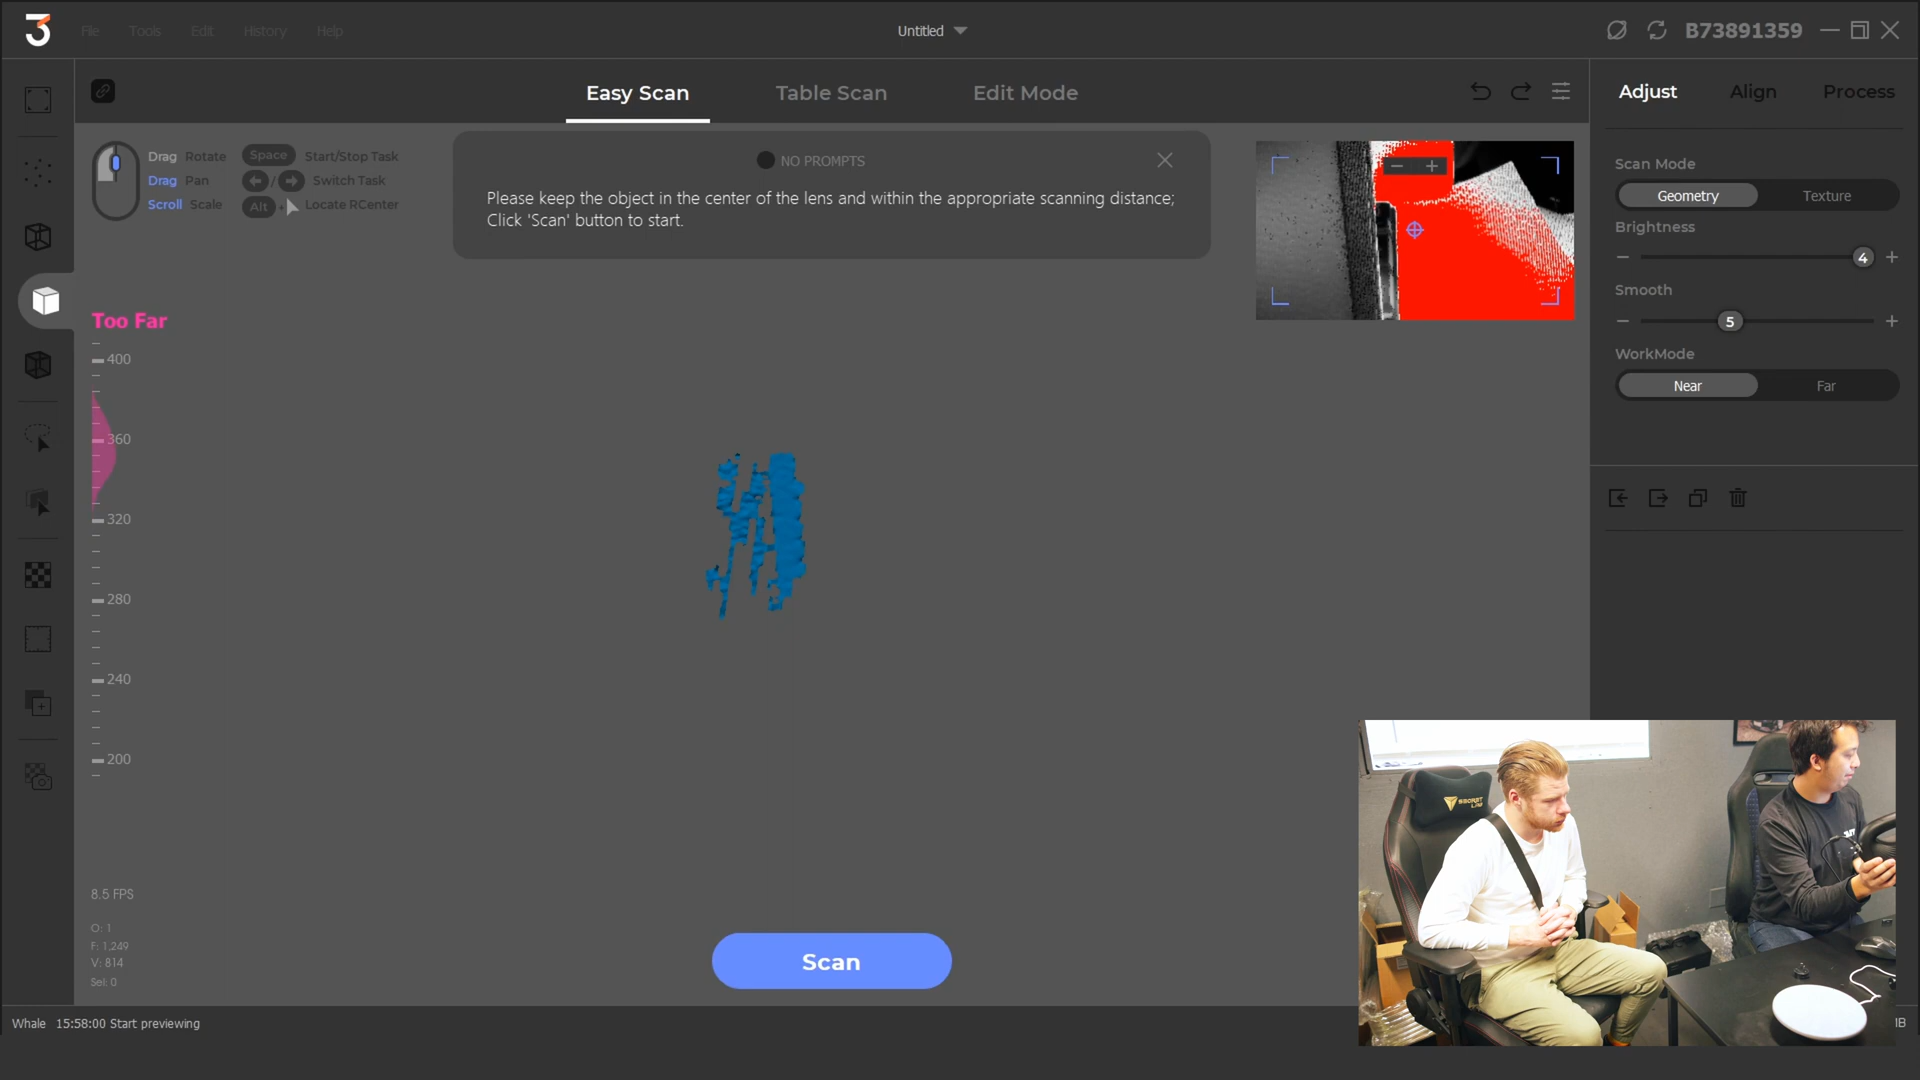 File Tools Edit History Help
Untitled
B73891359
Easy Scan Table Scan Edit Mode
Adjust Align Process
Drag Rotate Space Start/Stop Task
Drag Pan / Switch Task
Scroll Scale Alt + Locate RCenter
NO PROMPTS
Please keep the object in the center of the lens and within the appropriate scanning distance;
Click 'Scan' button to start.
Scan Mode
Geometry Texture
Brightness
4
Smooth
5
WorkMode
Near Far
Too Far
400
360
320
280
240
200
8.5 FPS
O: 1
F: 1,249
V: 814
Sel: 0
Scan
SECRET
LAB
Whale 15:58:00 Start previewing